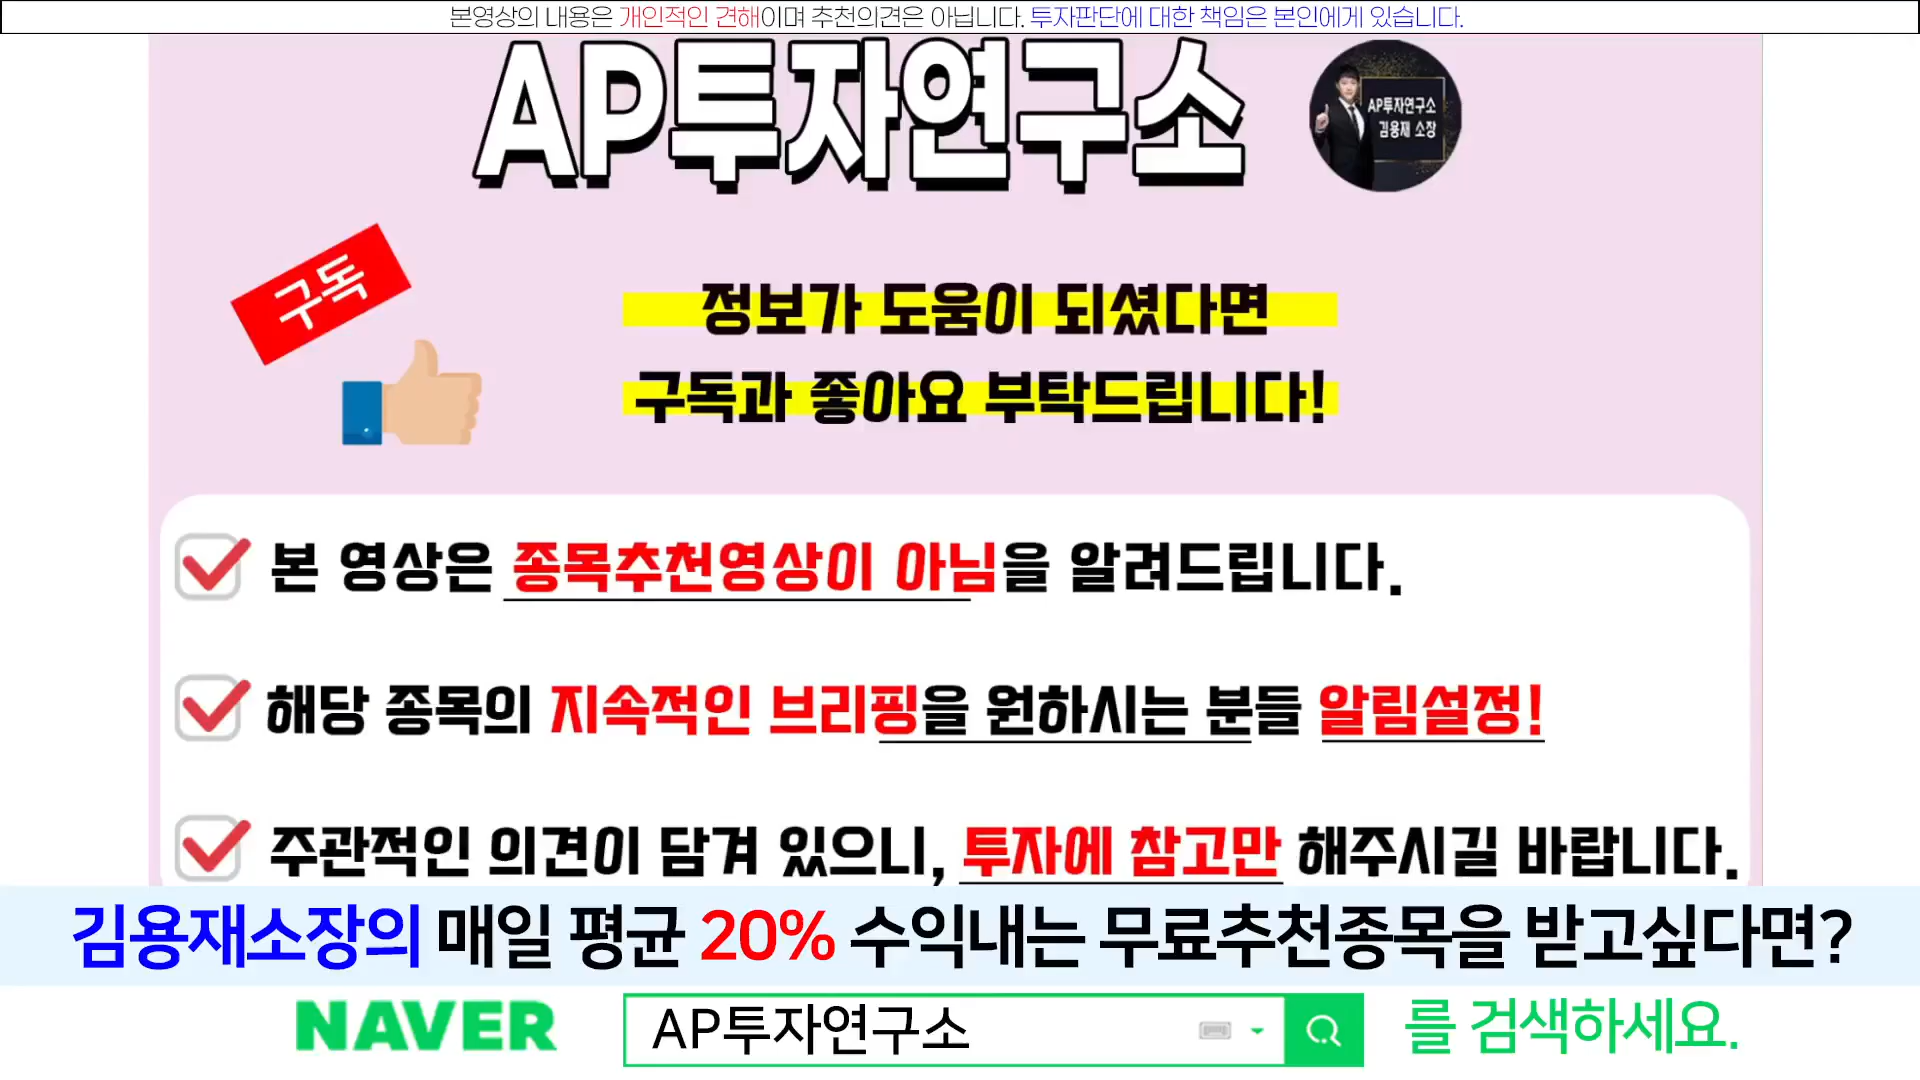 본영상의 내용은 개인적인 견해이며 추천의견은 아닙니다. 투자판단에 대한 책임은 본인에게 있습니다.
AP투자연구소
AP투자연구소
김용재 소장
구독
정보가 도움이 되셨다면
구독과 좋아요 부탁드립니다!
본 영상은 종목추천영상이 아님을 알려드립니다.
해당 종목의 지속적인 브리핑을 원하시는 분들 알림설정!
주관적인 의견이 담겨 있으니, 투자에 참고만 해주시길 바랍니다.
김용재소장의 매일 평균 20% 수익내는 무료추천종목을 받고싶다면?
NAVER AP투자연구소 를 검색하세요.